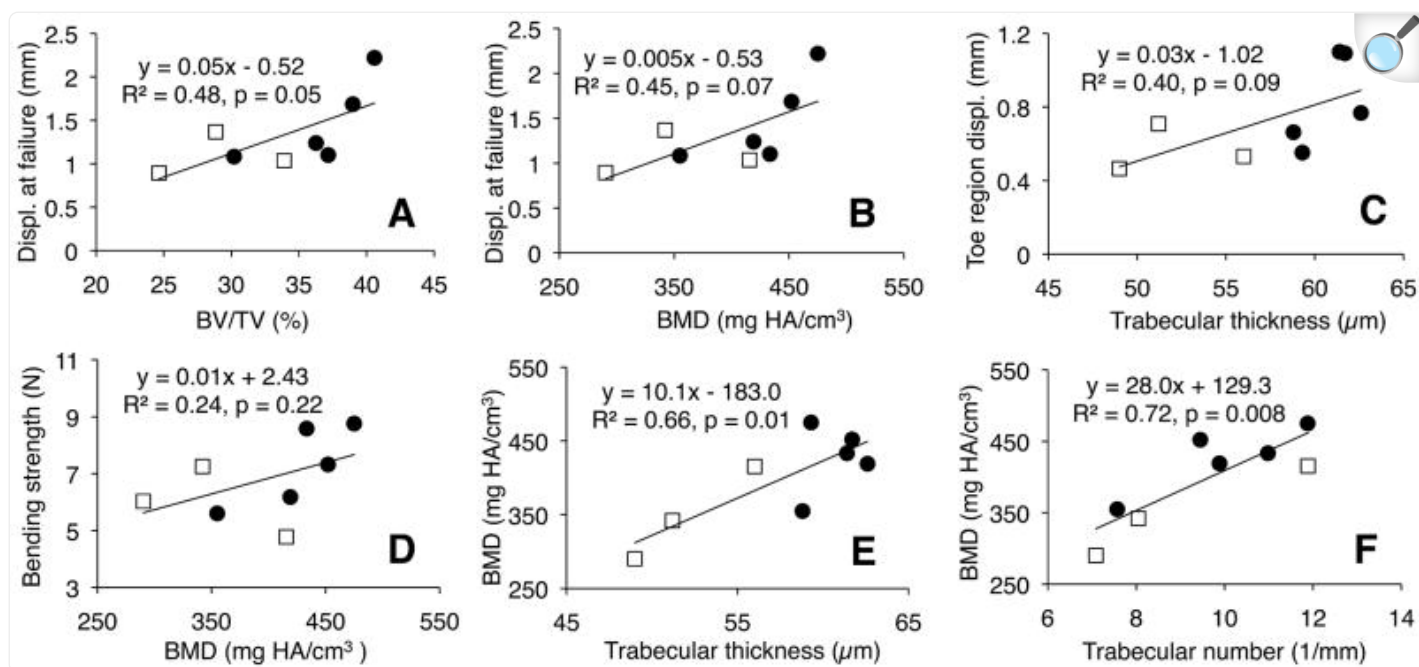 2.5
2
1.5
1
0.5
0
Displ. at failure (mm)
y = 0.05x - 0.52
R² = 0.48, p = 0.05
A
20 25 30 35 40 45
BV/TV (%)
2.5
2
1.5
1
0.5
0
Displ. at failure (mm)
y = 0.005x - 0.53
R² = 0.45, p = 0.07
B
250 350 450 550
BMD (mg HA/cm³)
1.2
0.8
0.4
0
Toe region displ. (mm)
y = 0.03x - 1.02
R² = 0.40, p = 0.09
C
45 50 55 60 65
Trabecular thickness (µm)
11
9
7
5
3
Bending strength (N)
y = 0.01x + 2.43
R² = 0.24, p = 0.22
D
250 350 450 550
BMD (mg HA/cm³ )
550
450
350
250
BMD (mg HA/cm³)
y = 10.1x - 183.0
R² = 0.66, p = 0.01
E
45 55 65
Trabecular thickness (µm)
550
450
350
250
BMD (mg HA/cm³)
y = 28.0x + 129.3
R² = 0.72, p = 0.008
F
6 8 10 12 14
Trabecular number (1/mm)